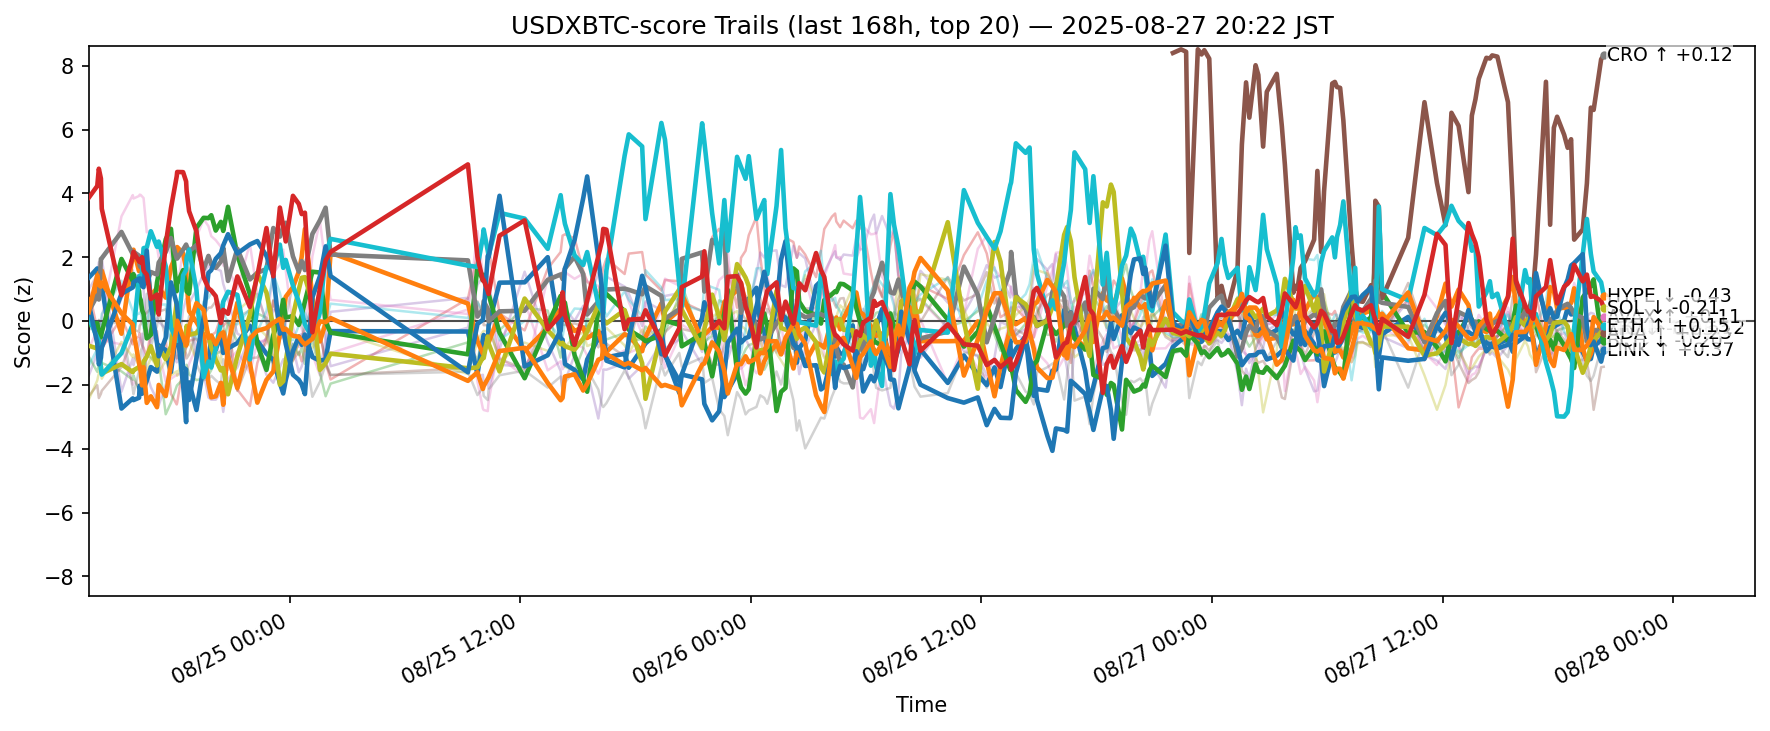 USDXBTC-score Trails (last 168h, top 20) — 2025-08-27 20:22 JST
8
6
4
2
0
−2
−4
−6
−8
Score (z)
CRO ↑ +0.12
HYPE ↓ -0.43
SOL ↓ -0.21
ETH ↑ +0.15
LINK ↑ +0.37
08/25 00:00
08/25 12:00
08/26 00:00
08/26 12:00
08/27 00:00
08/27 12:00
08/28 00:00
Time